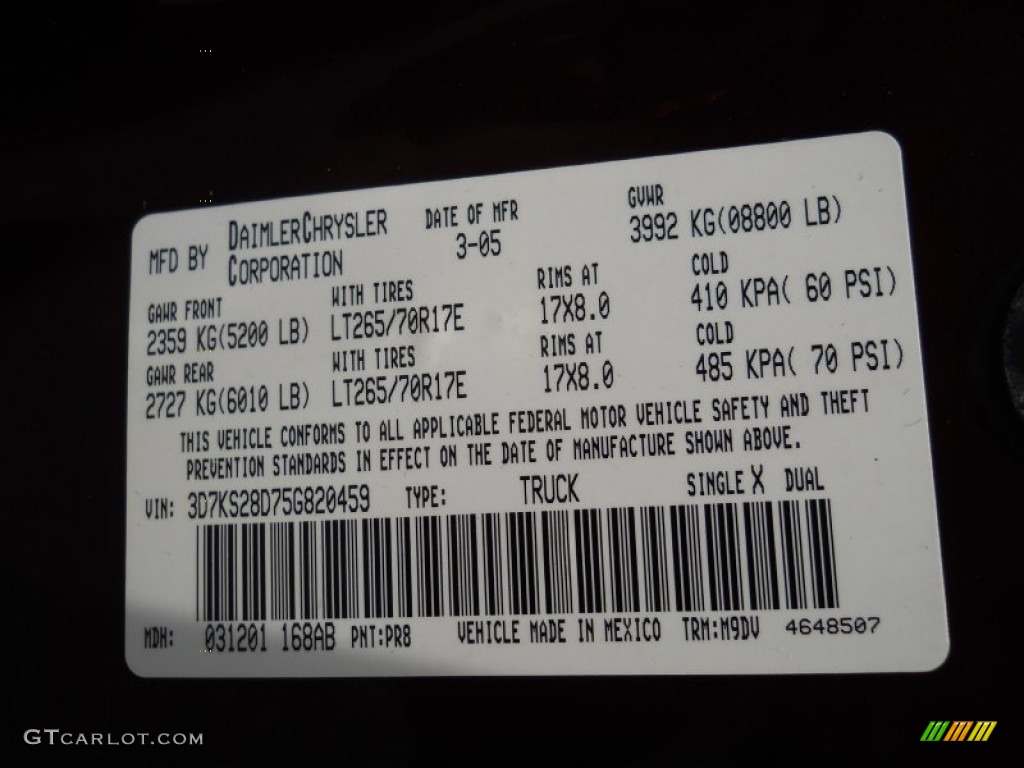 MFD BY DAIMLERCHRYSLER CORPORATION
DATE OF MFR 3-05
GVWR 3992 KG(08800 LB)
GAWR FRONT WITH TIRES RIMS AT COLD
2359 KG(5200 LB) LT265/70R17E 17X8.0 410 KPA( 60 PSI)
GAWR REAR WITH TIRES RIMS AT COLD
2727 KG(6010 LB) LT265/70R17E 17X8.0 485 KPA( 70 PSI)
THIS VEHICLE CONFORMS TO ALL APPLICABLE FEDERAL MOTOR VEHICLE SAFETY AND THEFT
PREVENTION STANDARDS IN EFFECT ON THE DATE OF MANUFACTURE SHOWN ABOVE.
VIN: 3D7KS28D75G820459 TYPE: TRUCK SINGLE X DUAL
MDH: 031201 168AB PNT:PR8 VEHICLE MADE IN MEXICO TRM:M9DV 4648507
GTCARLOT.COM